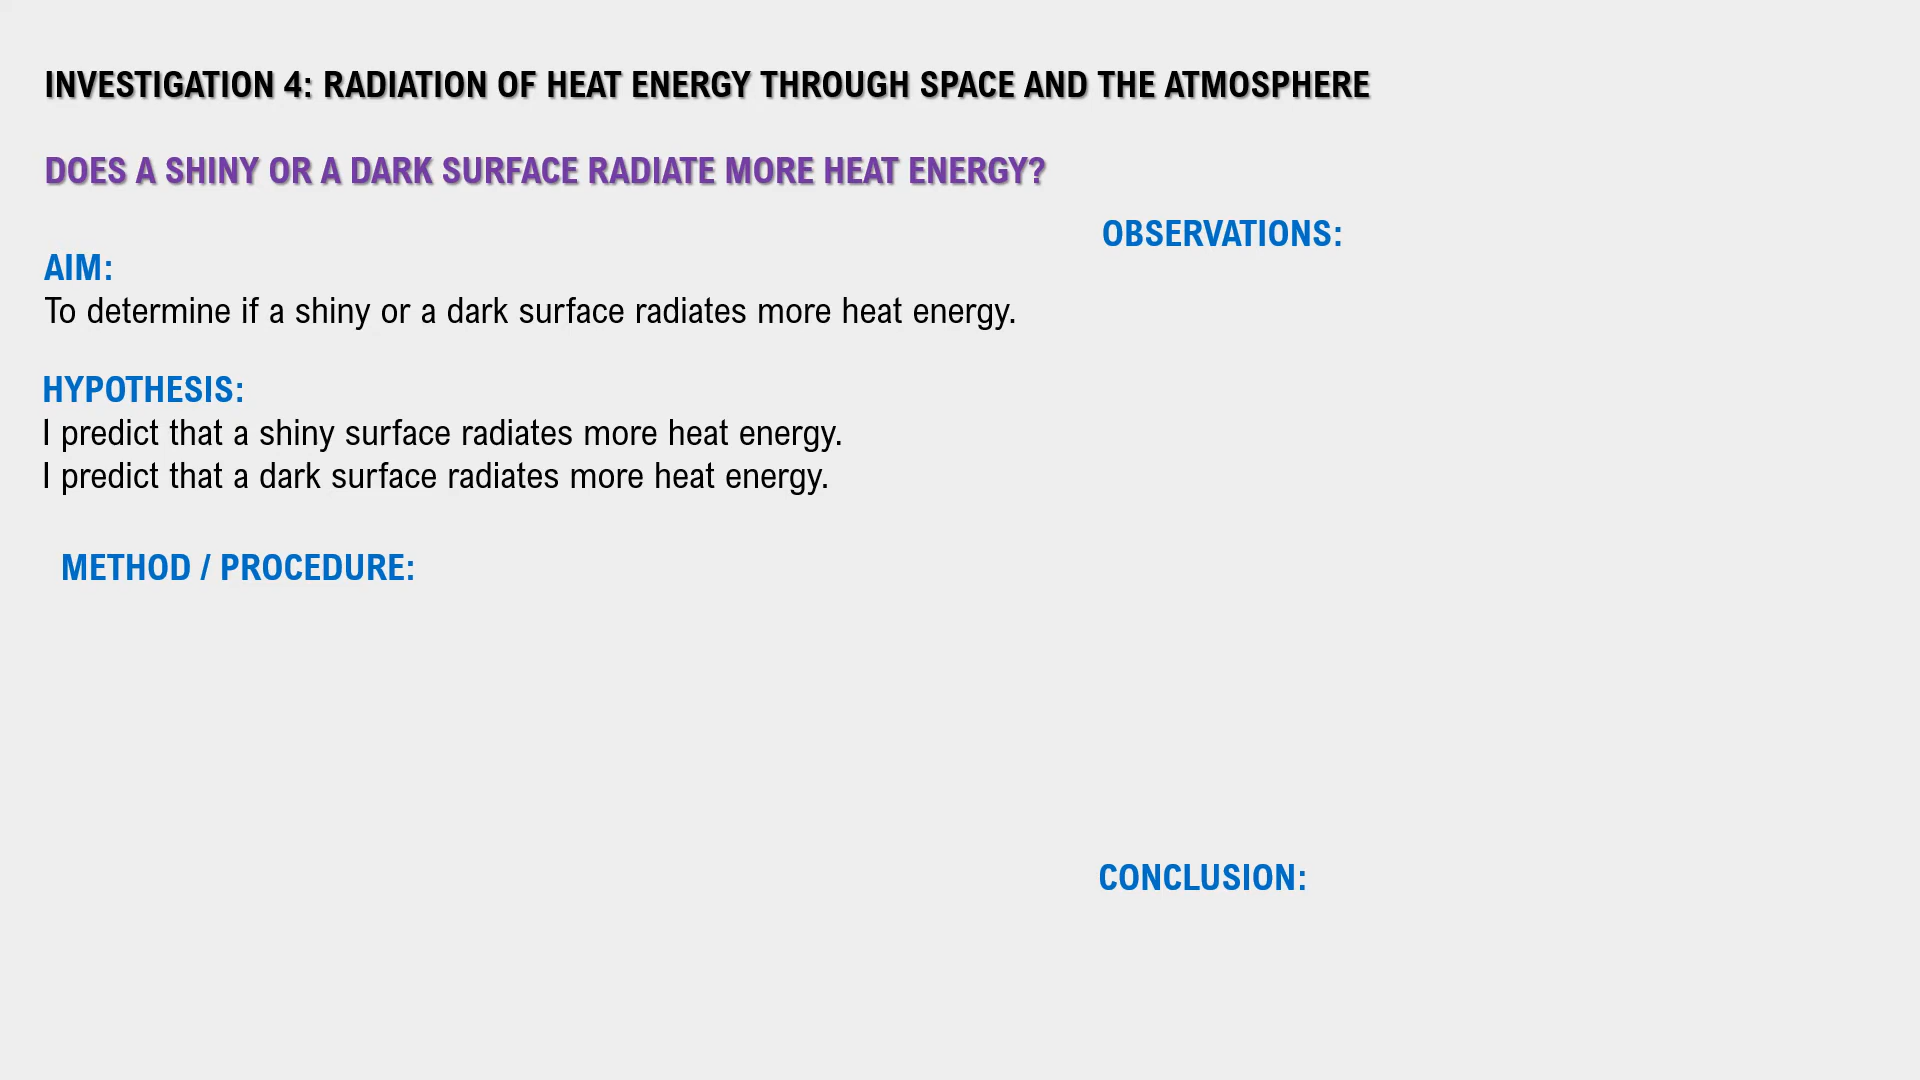 INVESTIGATION 4: RADIATION OF HEAT ENERGY THROUGH SPACE AND THE ATMOSPHERE
DOES A SHINY OR A DARK SURFACE RADIATE MORE HEAT ENERGY?
AIM:
To determine if a shiny or a dark surface radiates more heat energy.
HYPOTHESIS:
I predict that a shiny surface radiates more heat energy.
I predict that a dark surface radiates more heat energy.
METHOD / PROCEDURE:
OBSERVATIONS:
CONCLUSION: